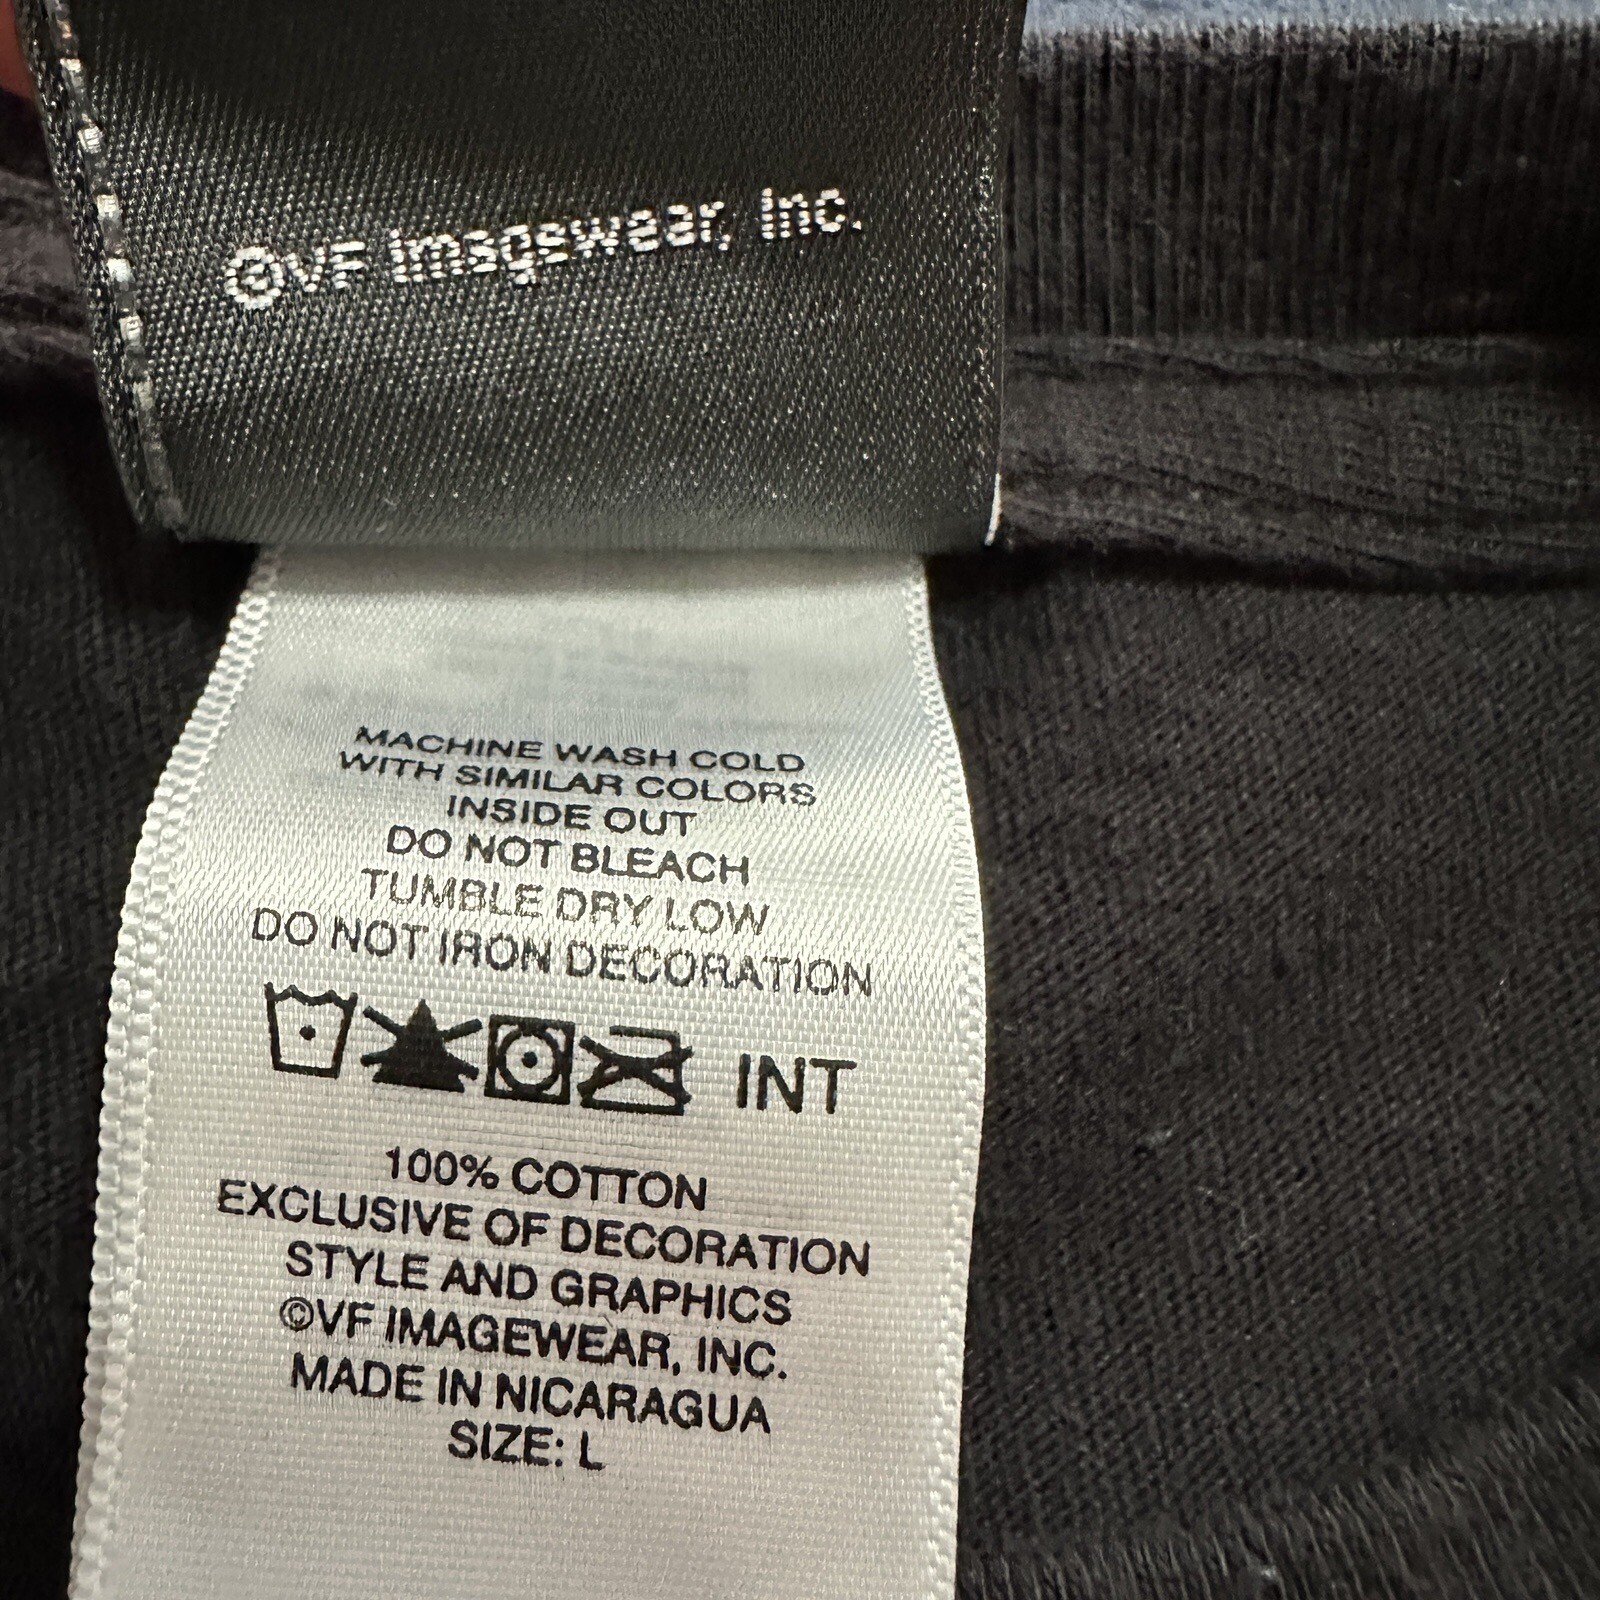 ©VF Imagewear, Inc.
MACHINE WASH COLD
WITH SIMILAR COLORS
INSIDE OUT
DO NOT BLEACH
TUMBLE DRY LOW
DO NOT IRON DECORATION
INT
100% COTTON
EXCLUSIVE OF DECORATION
STYLE AND GRAPHICS
©VF IMAGEWEAR, INC.
MADE IN NICARAGUA
SIZE: L